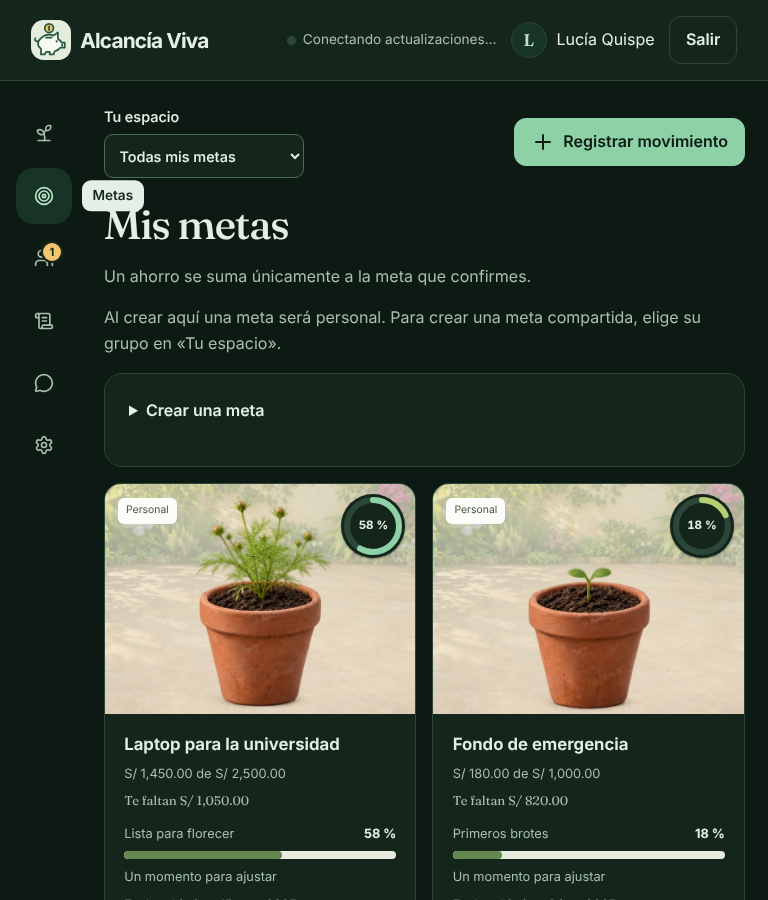 Alcancía Viva
Conectando actualizaciones...
L
Lucía Quispe
Salir
Tu espacio
Todas mis metas
Registrar movimiento
Metas
Mis metas
1
Un ahorro se suma únicamente a la meta que confirmes.
Al crear aquí una meta será personal. Para crear una meta compartida, elige su
grupo en «Tu espacio».
Crear una meta
Personal
58 %
Personal
18 %
Laptop para la universidad
S/ 1,450.00 de S/ 2,500.00
Te faltan S/ 1,050.00
Lista para florecer
58 %
Un momento para ajustar
Fondo de emergencia
S/ 180.00 de S/ 1,000.00
Te faltan S/ 820.00
Primeros brotes
18 %
Un momento para ajustar